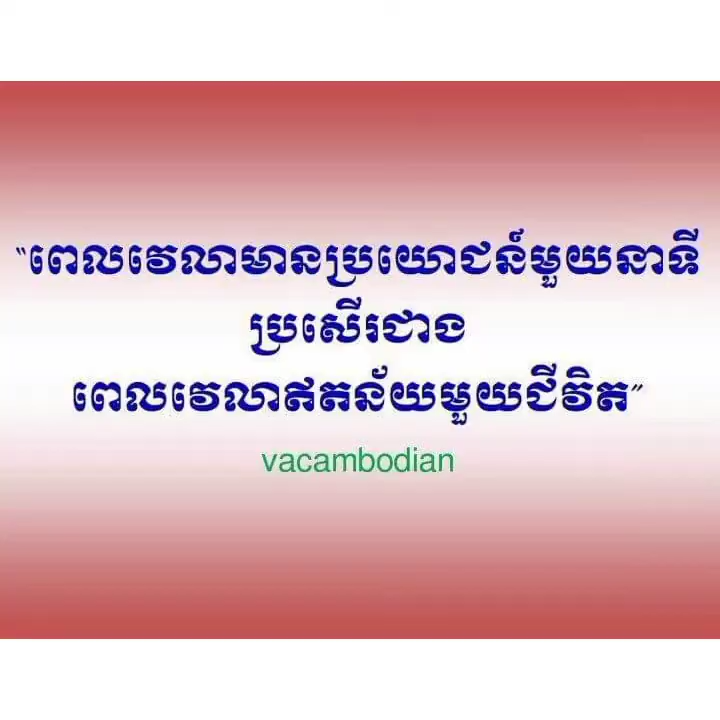 “ពេលវេលាមានប្រយោជន៍មួយនាទី
ប្រសើរជាង
ពេលវេលាឥតន័យមួយជីវិត”
vacambodian